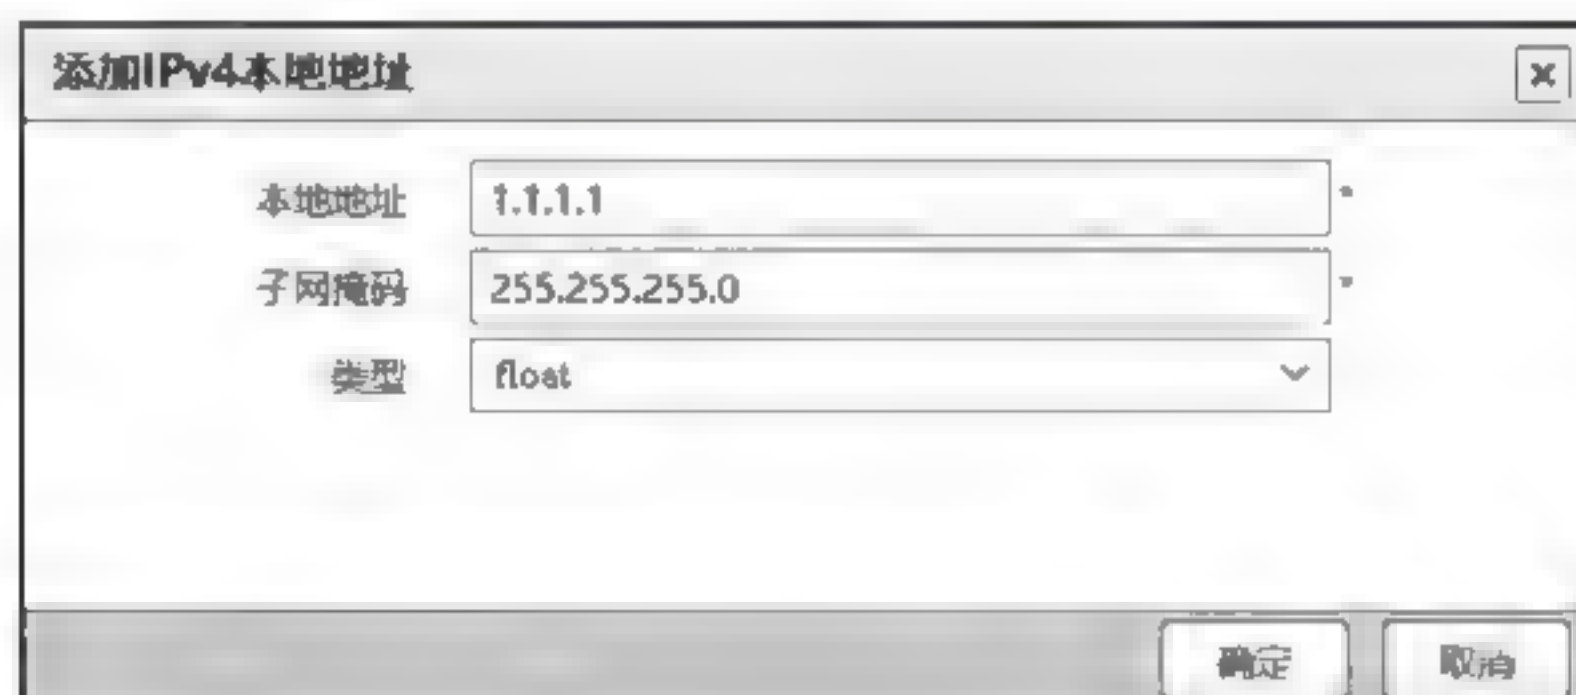 添加IPv4本地地址
本地地址 1.1.1.1 *
子网掩码 255.255.255.0 *
类型 float
确定 取消